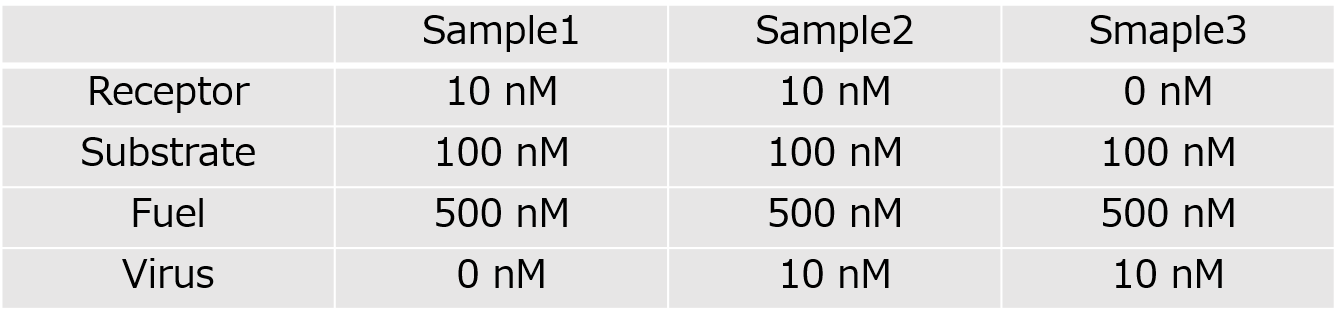 Sample1 Sample2 Smaple3
Receptor 10 nM 10 nM 0 nM
Substrate 100 nM 100 nM 100 nM
Fuel 500 nM 500 nM 500 nM
Virus 0 nM 10 nM 10 nM